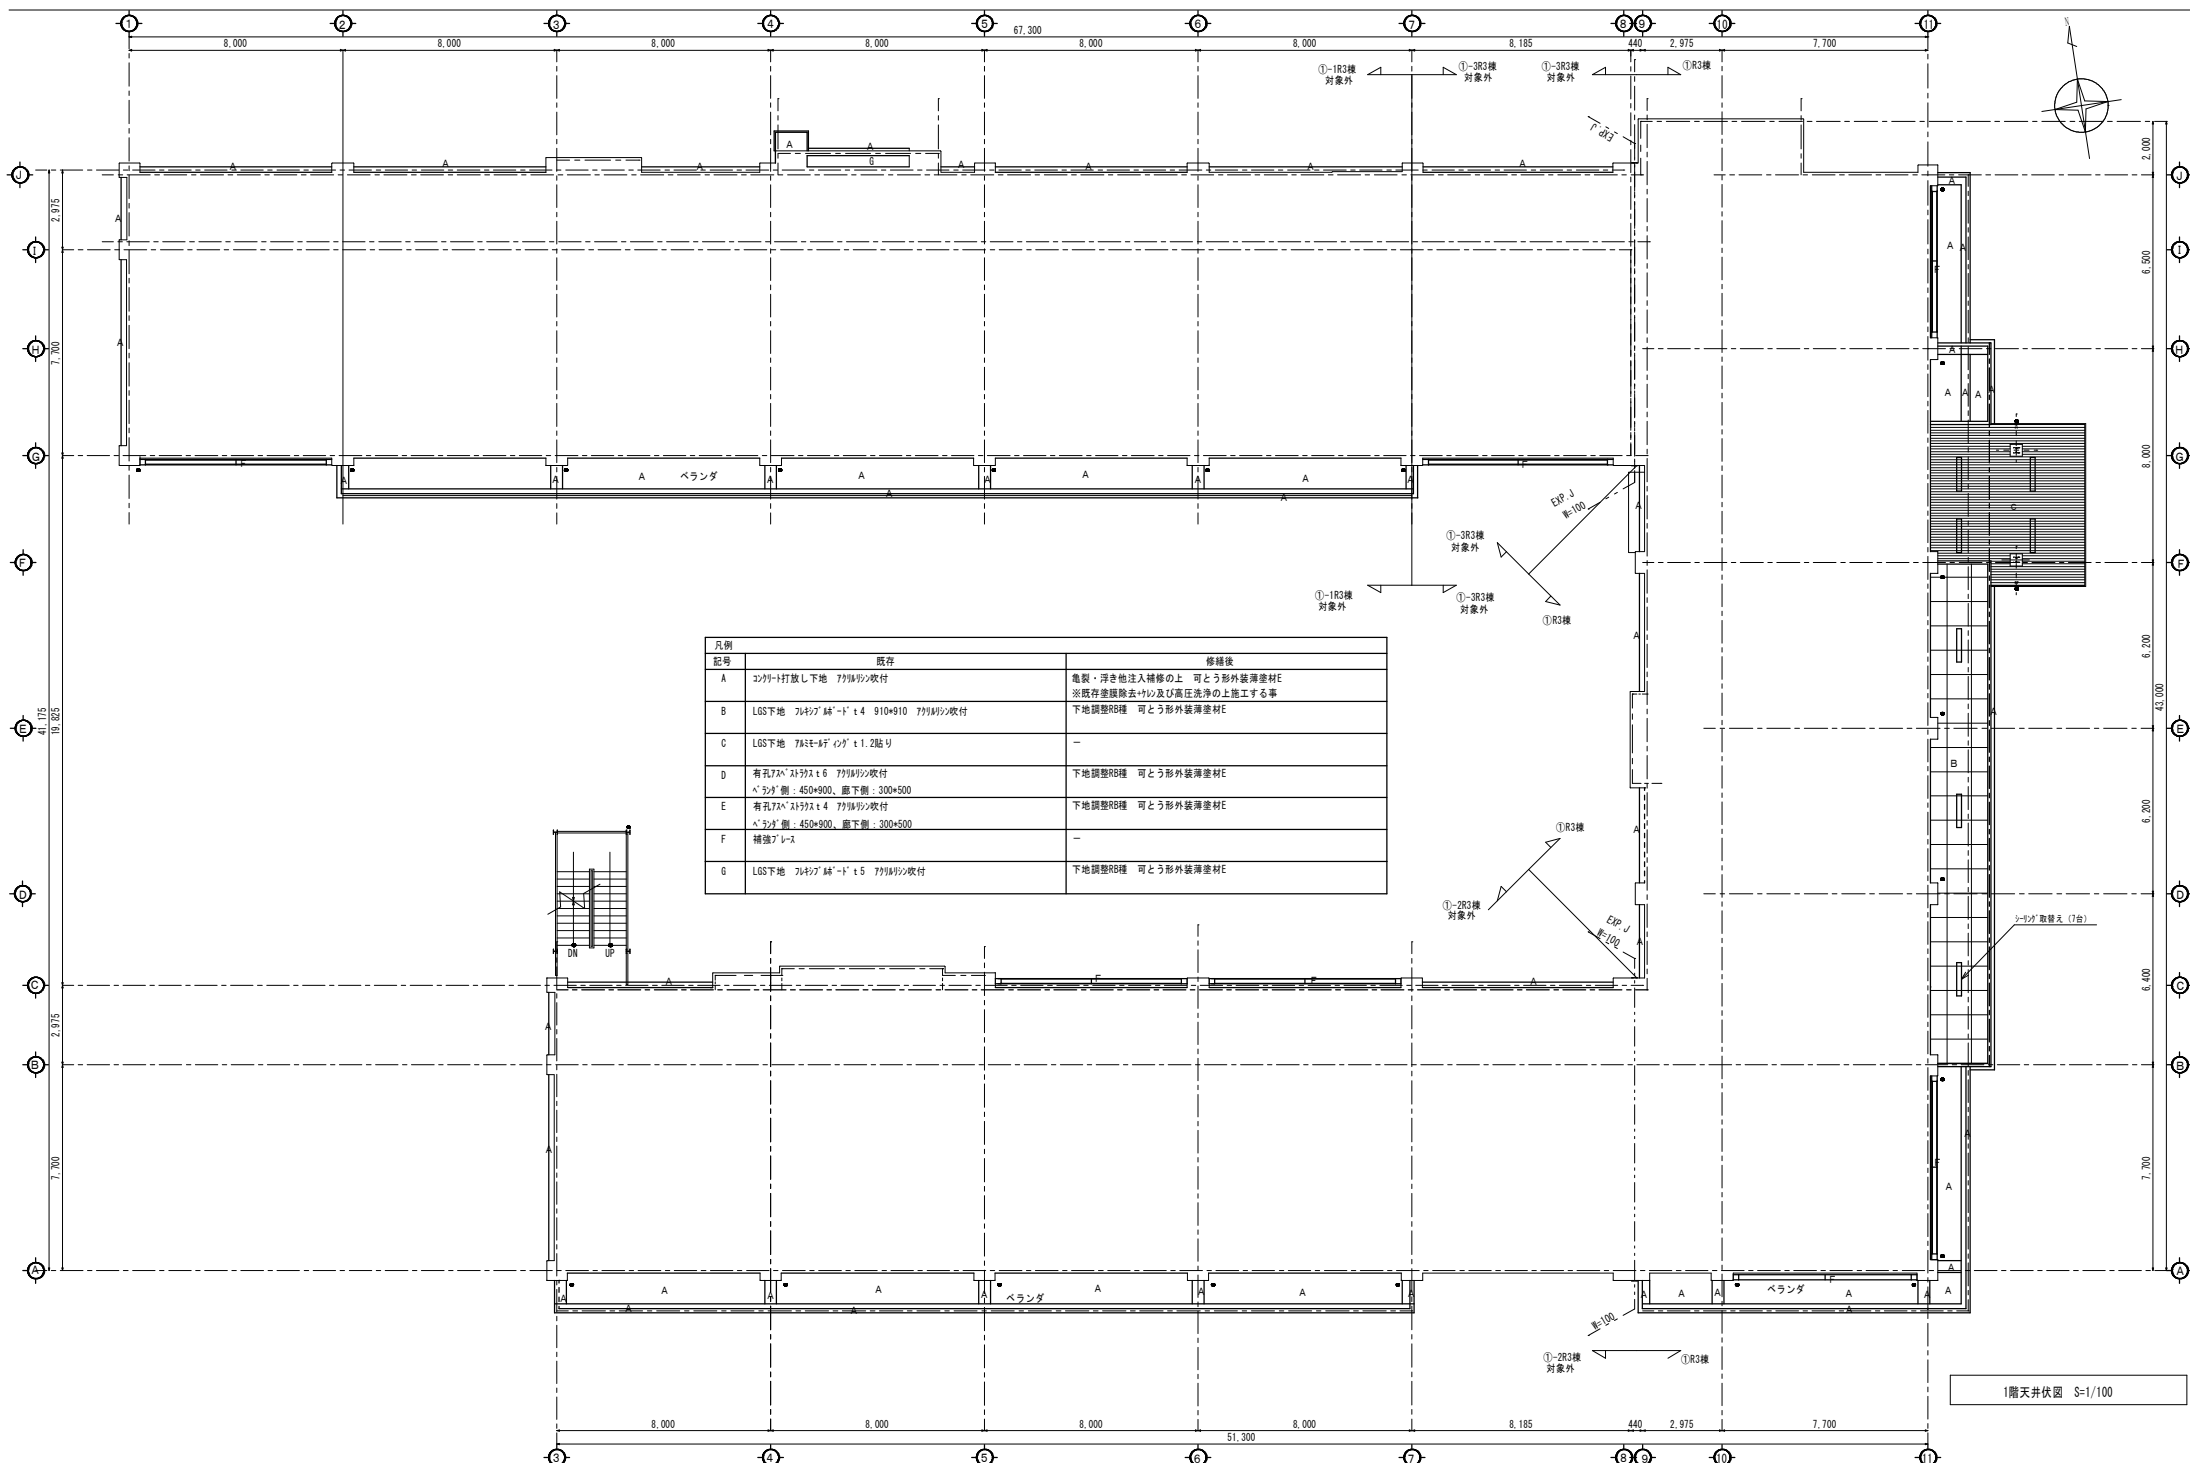 1 2 3 4 5 6 7 8 9 10 11
67,300
8,000 8,000 8,000 8,000 8,000 8,000 8,185 440 2,975 7,700
①-1R3棟 ①-3R3棟 ①-3R3棟 ①R3棟
対象外 対象外 対象外
N
EXP.J
2,000
A A A A A A A A A A
G
J J
2,975
A A A
I I
6,500
F
H H
7,700
A A
A A A A
8,000
G G
F F
A A A ベランダ A A A A A A A A A
A A
EXP.J
W=100
A
C
①-3R3棟
対象外
F F
①-1R3棟 ①-3R3棟
対象外 対象外
①R3棟
A
6,200
凡例
記号 既存 修繕後
A コンクリート打放し下地 アクリルリシン吹付 亀裂・浮き他注入補修の上 可とう形外装薄塗材E
※既存塗膜除去+ケレン及び高圧洗浄の上施工する事
B LGS下地 フレキシブルボード t4 910*910 アクリルリシン吹付 下地調整RB種 可とう形外装薄塗材E
C LGS下地 アルミモールディング t1.2貼り −
D 有孔アスベストラクス t6 アクリルリシン吹付 下地調整RB種 可とう形外装薄塗材E
ベランダ側：450*900、廊下側：300*500
E 有孔アスベストラクス t4 アクリルリシン吹付 下地調整RB種 可とう形外装薄塗材E
ベランダ側：450*900、廊下側：300*500
F 補強ブレース −
G LGS下地 フレキシブルボード t5 アクリルリシン吹付 下地調整RB種 可とう形外装薄塗材E
41,175
19,825
43,000
A
E E
B
6,200
①R3棟
A
D D
①-2R3棟
対象外
EXP.J
W=100
シーリング取替え（7台）
DN UP
A
6,400
C C
A F F A
2,975
A
B B
A F A A
7,700 7,700
A A
A
A A A A A A ベランダ A A A A A A A F ベランダ A A A
A A A
W=100
①-2R3棟 ①R3棟
対象外
1階天井伏図 S=1/100
8,000 8,000 8,000 8,000 8,185 440 2,975 7,700
51,300
3 4 5 6 7 8 9 10 11